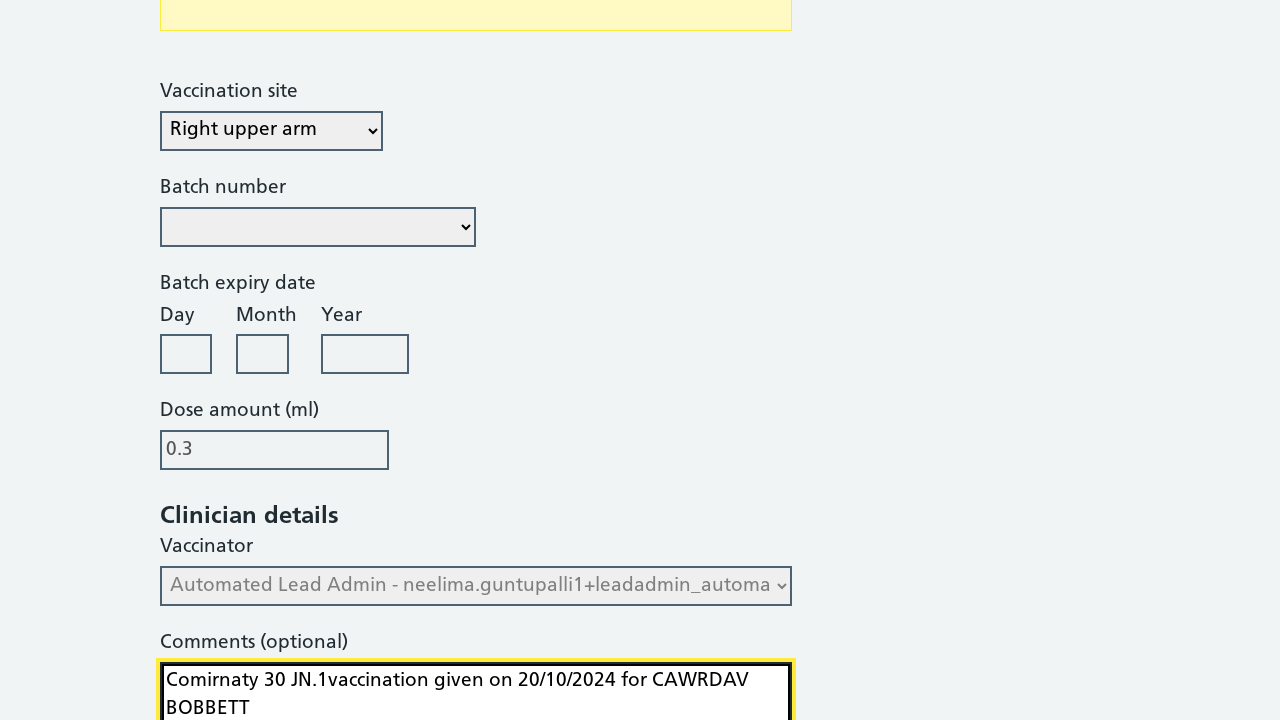 Vaccination site
Right upper arm
Batch number
Batch expiry date
Day Month Year
Dose amount (ml)
0.3
Clinician details
Vaccinator
Automated Lead Admin - neelima.guntupalli1+leadadmin_automa
Comments (optional)
Comirnaty 30 JN.1vaccination given on 20/10/2024 for CAWRDAV
BOBBETT